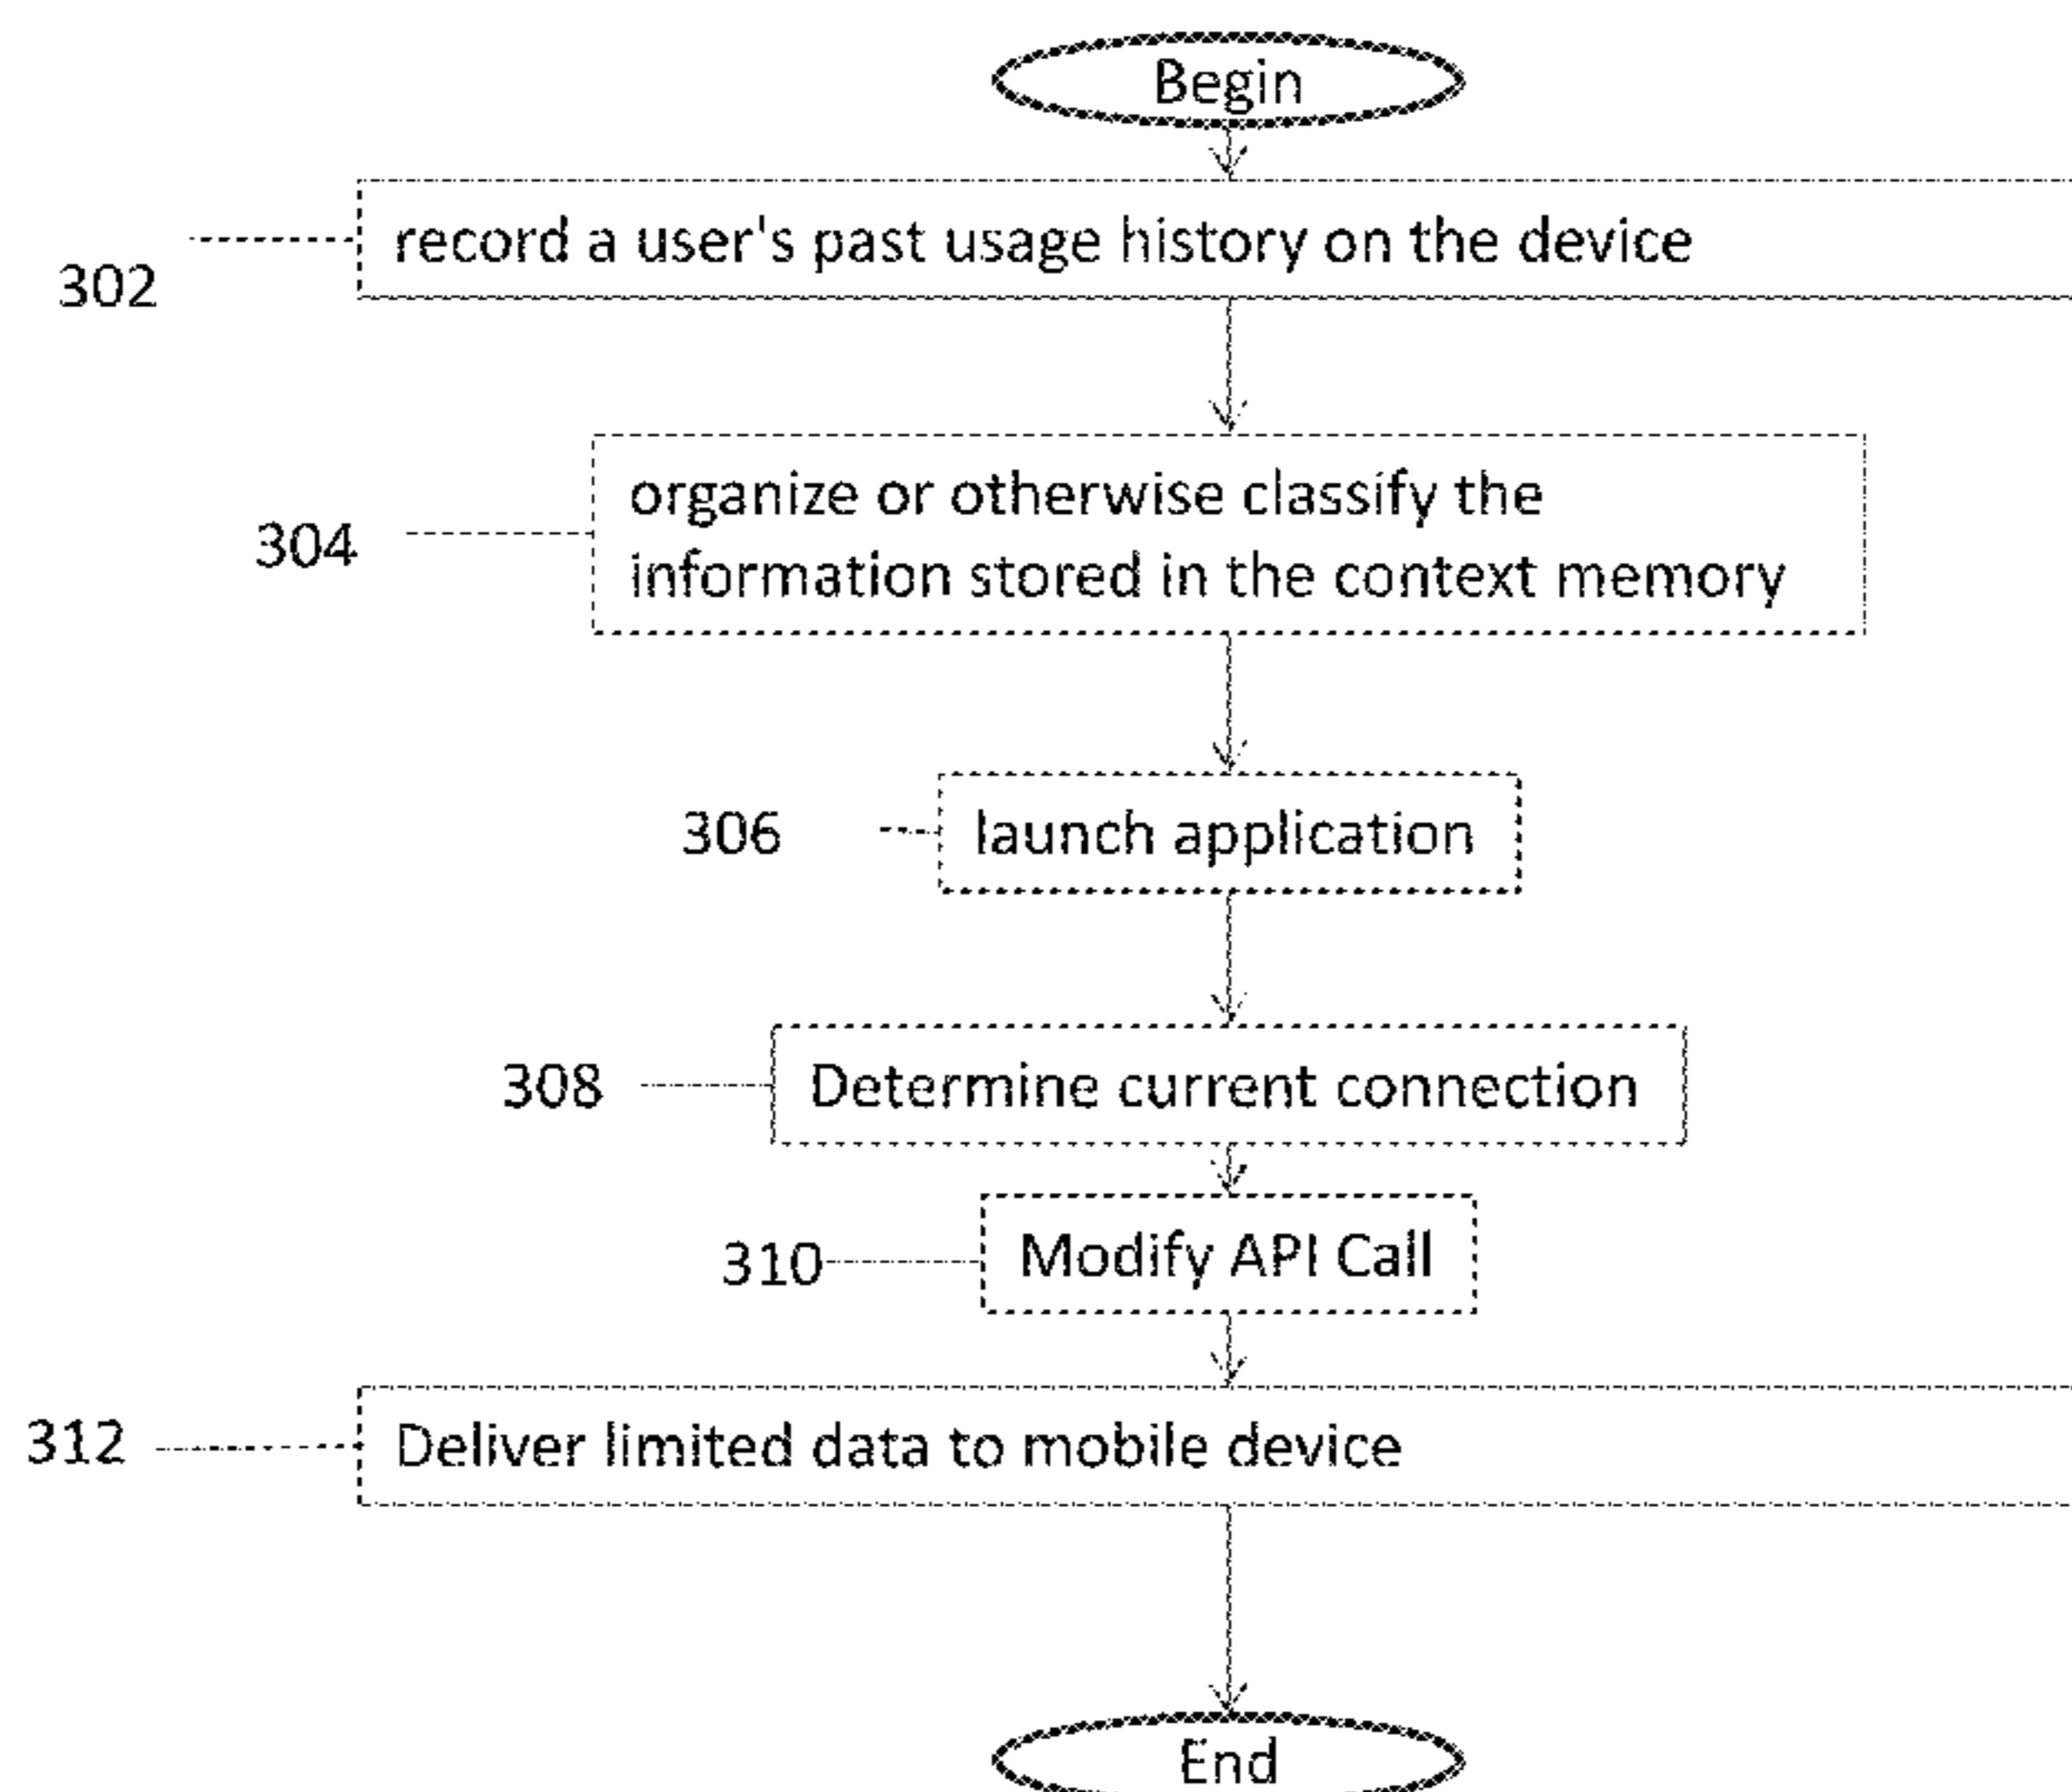 Begin
302 record a user's past usage history on the device
304 organize or otherwise classify the
information stored in the context memory
306 launch application
308 Determine current connection
310 Modify API Call
312 Deliver limited data to mobile device
End